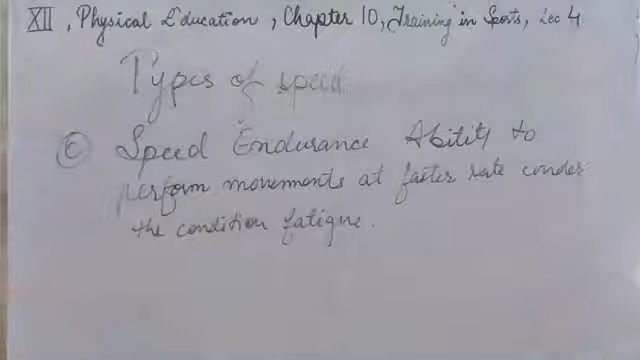 XII, Physical Education, Chapter 10, Training in Sports, Lec 4
Types of speed
(c) Speed Endurance Ability to
perform movements at faster rate under
the condition fatigue.